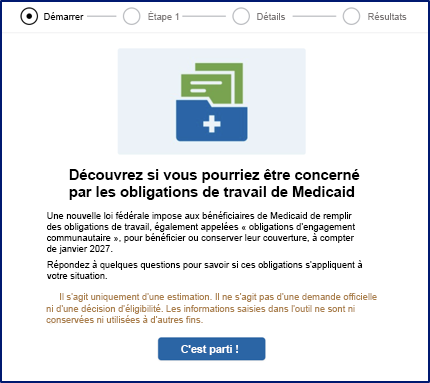 Démarrer Étape 1 Détails Résultats
Découvrez si vous pourriez être concerné
par les obligations de travail de Medicaid
Une nouvelle loi fédérale impose aux bénéficiaires de Medicaid de remplir
des obligations de travail, également appelées « obligations d'engagement
communautaire », pour bénéficier ou conserver leur couverture, à compter
de janvier 2027.
Répondez à quelques questions pour savoir si ces obligations s'appliquent à
votre situation.
Il s'agit uniquement d'une estimation. Il ne s'agit pas d'une demande officielle
ni d'une décision d'éligibilité. Les informations saisies dans l'outil ne sont ni
conservées ni utilisées à d'autres fins.
C'est parti !